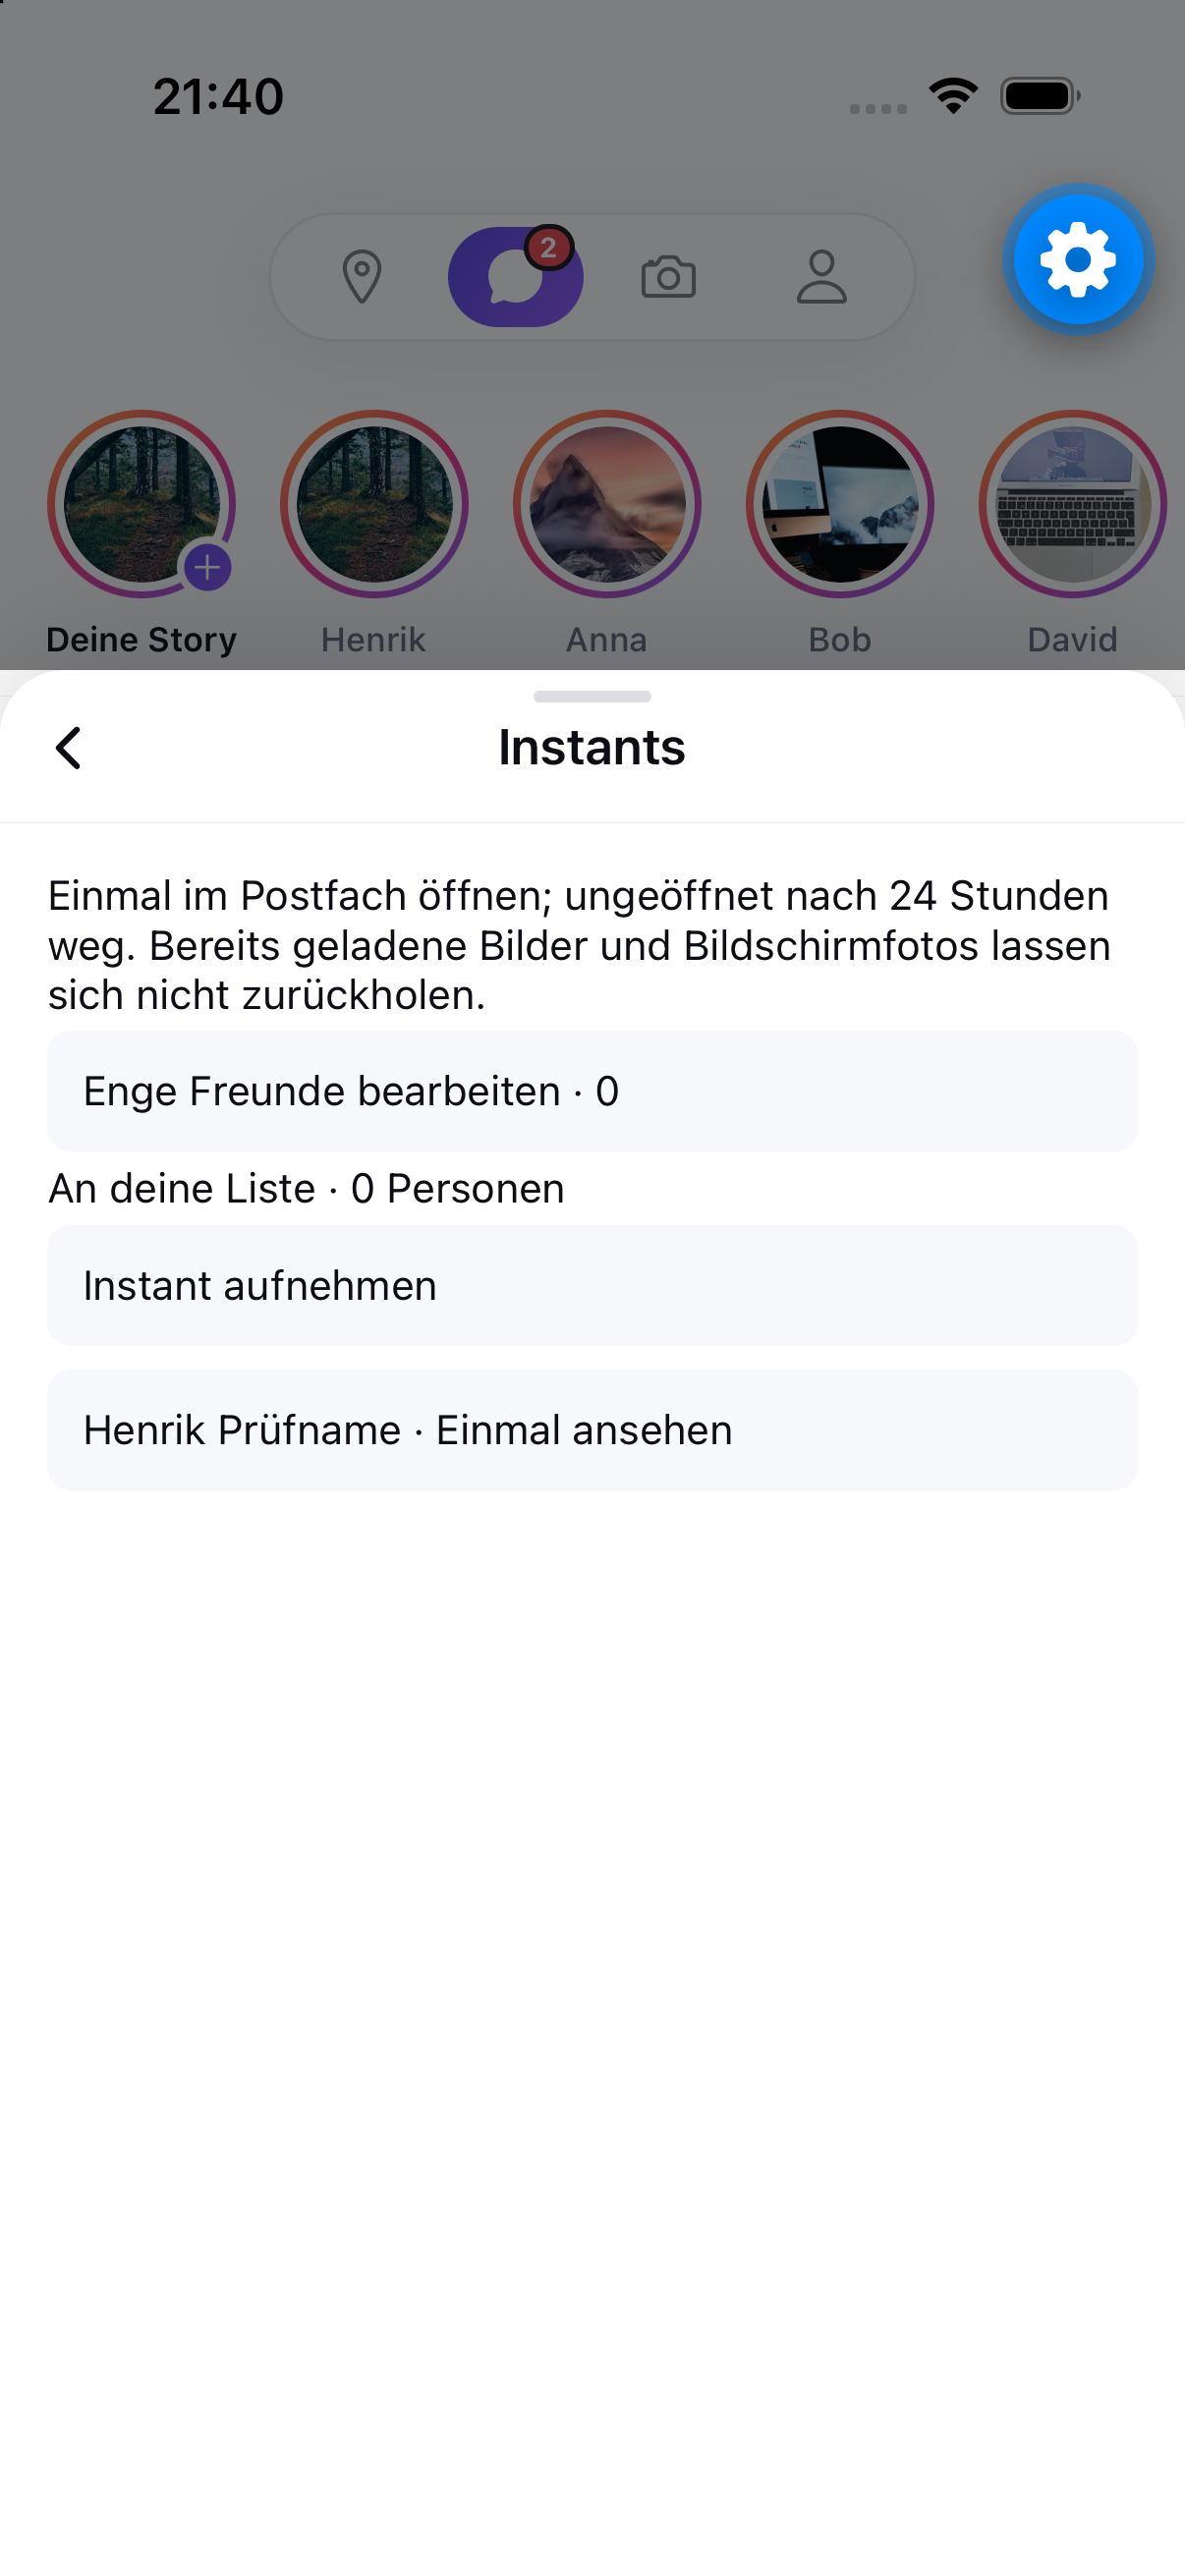 21:40
2
Deine Story
Henrik
Anna
Bob
David
Instants
Einmal im Postfach öffnen; ungeöffnet nach 24 Stunden
weg. Bereits geladene Bilder und Bildschirmfotos lassen
sich nicht zurückholen.
Enge Freunde bearbeiten · 0
An deine Liste · 0 Personen
Instant aufnehmen
Henrik Prüfname · Einmal ansehen